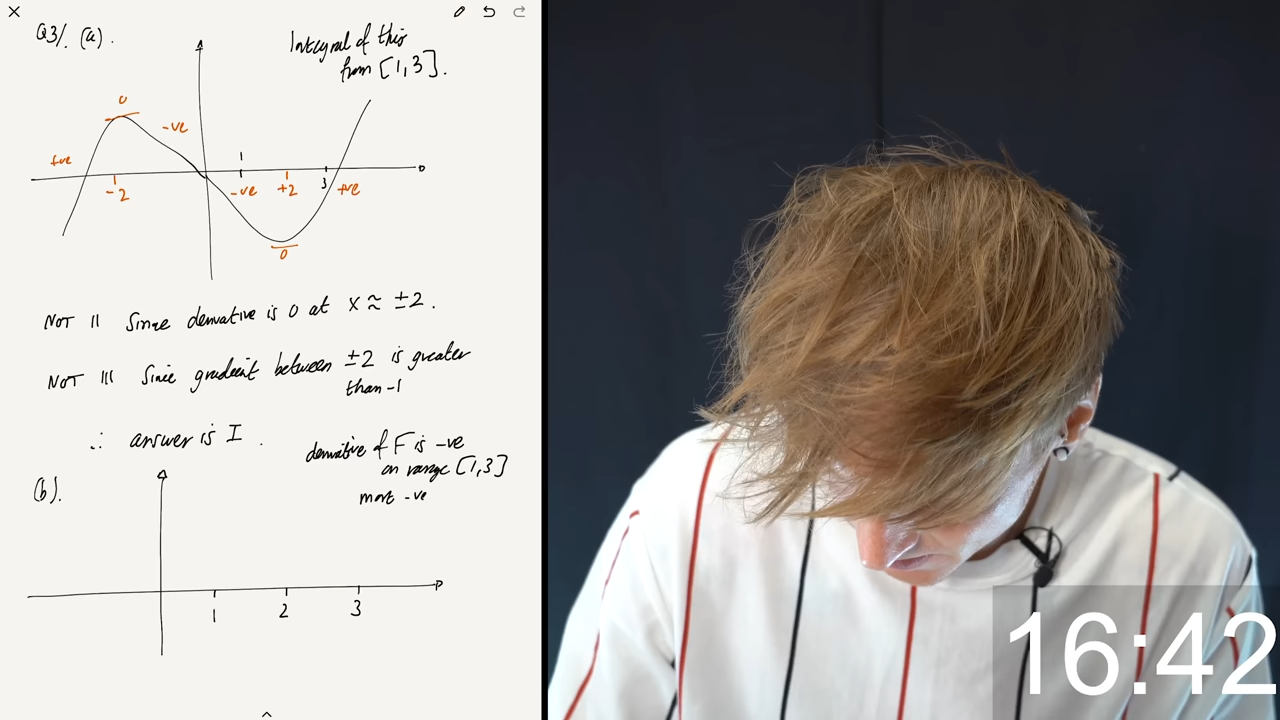 Q3/. (a).
Integral of this
from [1,3].
0
-ve
+ve
1
-2
-ve
+2
3
+ve
0
NOT II Since derivative is 0 at x ≈ ±2.
NOT III Since gradient between ±2 is greater
than -1
∴ answer is I.
derivative of F is -ve
on range [1,3]
most -ve
(b).
1
2
3
16:42